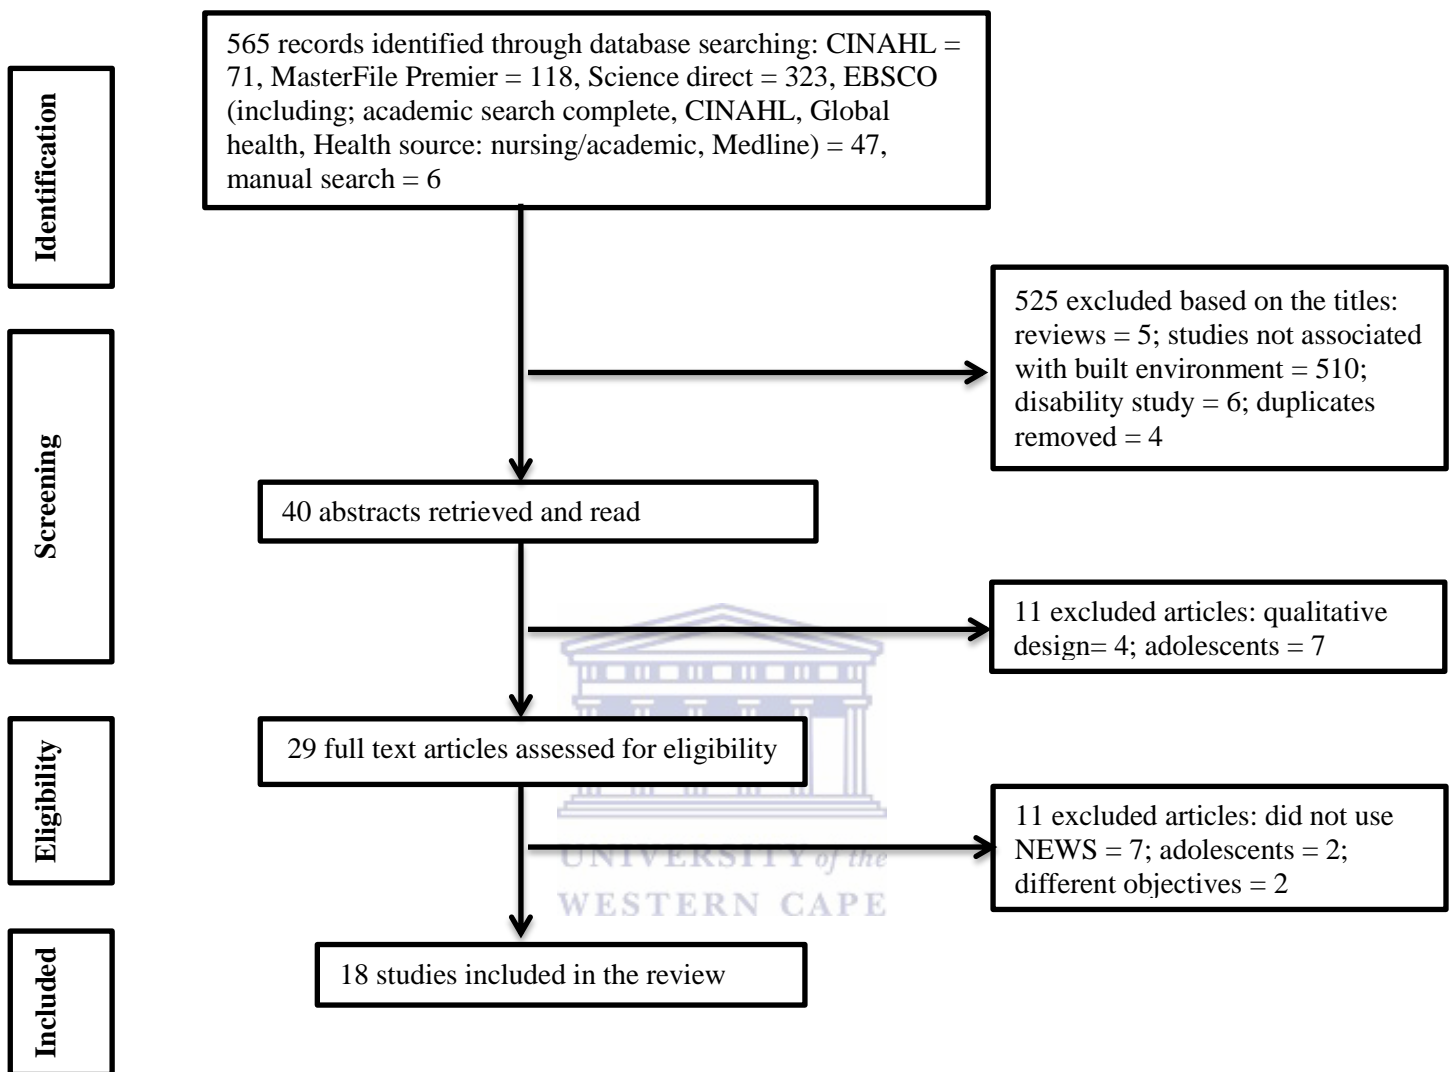 565 records identified through database searching: CINAHL =
71, MasterFile Premier = 118, Science direct = 323, EBSCO
(including; academic search complete, CINAHL, Global
health, Health source: nursing/academic, Medline) = 47,
manual search = 6
Identification
525 excluded based on the titles:
reviews = 5; studies not associated
with built environment = 510;
disability study = 6; duplicates
removed = 4
Screening
40 abstracts retrieved and read
11 excluded articles: qualitative
design= 4; adolescents = 7
Eligibility
29 full text articles assessed for eligibility
11 excluded articles: did not use
NEWS = 7; adolescents = 2;
different objectives = 2
UNIVERSITY of the
WESTERN CAPE
Included
18 studies included in the review